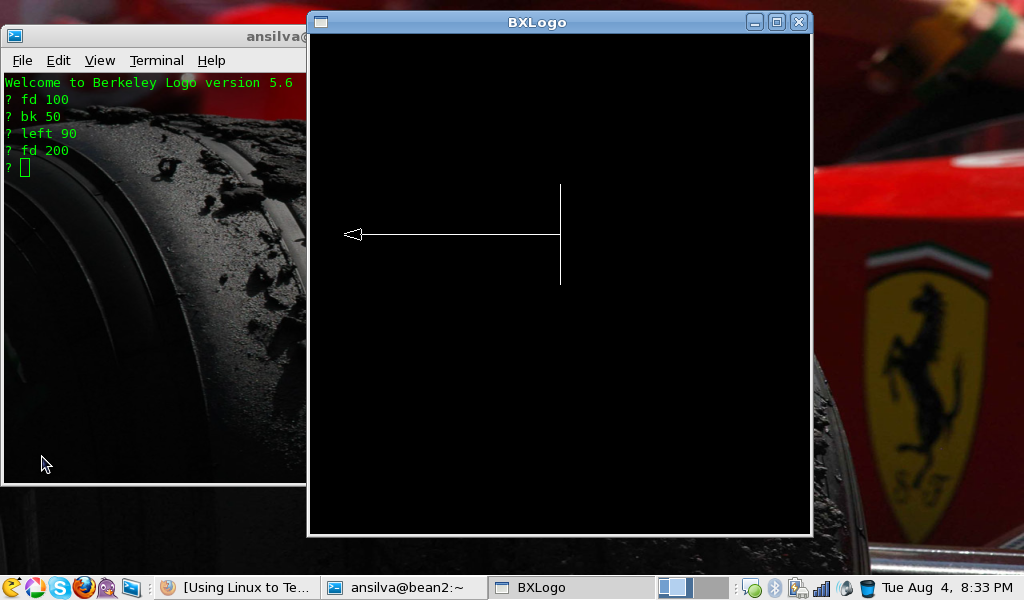 BXLogo
ansilva@
File Edit View Terminal Help
Welcome to Berkeley Logo version 5.6
? fd 100
? bk 50
? left 90
? fd 200
?
[Using Linux to Te... ansilva@bean2:~ BXLogo Tue Aug 4, 8:33 PM